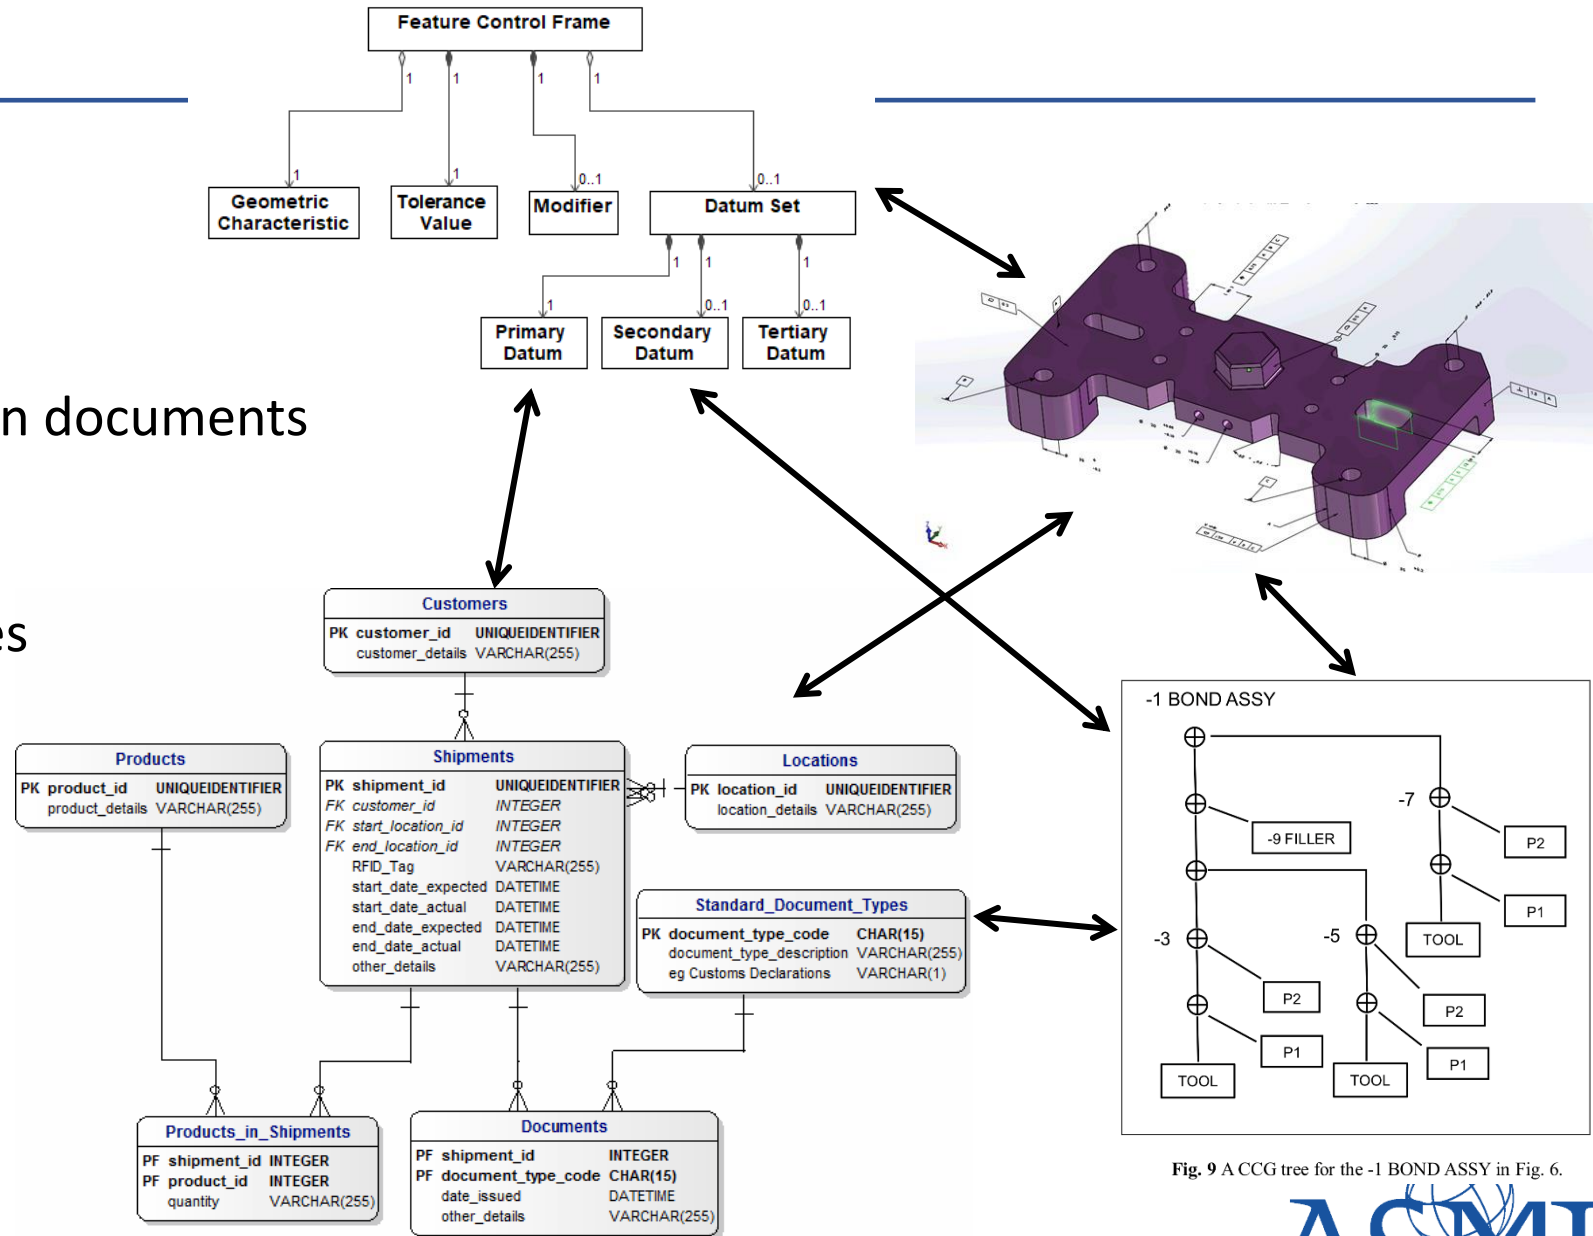 Feature Control Frame
1
1
1
1
1
1
0..1
0..1
Geometric
Characteristic
Tolerance
Value
Modifier
Datum Set
1
1
1
1
0..1
0..1
Primary
Datum
Secondary
Datum
Tertiary
Datum
n documents
es
Customers
PK customer_id UNIQUEIDENTIFIER
customer_details VARCHAR(255)
Products
PK product_id UNIQUEIDENTIFIER
product_details VARCHAR(255)
Shipments
PK shipment_id UNIQUEIDENTIFIER
FK customer_id INTEGER
FK start_location_id INTEGER
FK end_location_id INTEGER
RFID_Tag VARCHAR(255)
start_date_expected DATETIME
start_date_actual DATETIME
end_date_expected DATETIME
end_date_actual DATETIME
other_details VARCHAR(255)
Locations
PK location_id UNIQUEIDENTIFIER
location_details VARCHAR(255)
Standard_Document_Types
PK document_type_code CHAR(15)
document_type_description VARCHAR(255)
eg Customs Declarations VARCHAR(1)
Products_in_Shipments
PF shipment_id INTEGER
PF product_id INTEGER
quantity VARCHAR(255)
Documents
PF shipment_id INTEGER
PF document_type_code CHAR(15)
date_issued DATETIME
other_details VARCHAR(255)
-1 BOND ASSY
-7
P2
-9 FILLER
P1
TOOL
-3
-5
P2
P2
P1
P1
TOOL
TOOL
Fig. 9 A CCG tree for the -1 BOND ASSY in Fig. 6.